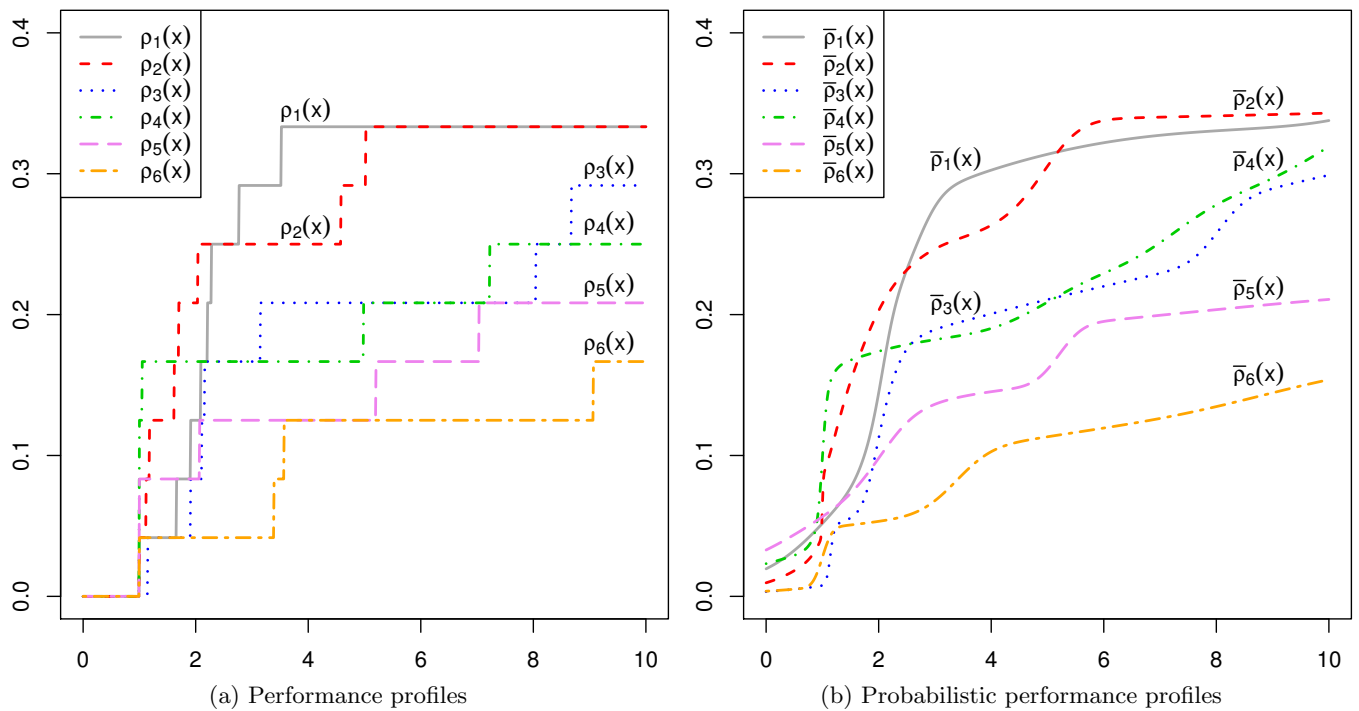 ρ₁(x)
ρ₂(x)
ρ₃(x)
ρ₄(x)
ρ₅(x)
ρ₆(x)
ρ₁(x)
ρ₂(x)
ρ₃(x)
ρ₄(x)
ρ₅(x)
ρ₆(x)
0.4
0.3
0.2
0.1
0.0
0 2 4 6 8 10
(a) Performance profiles
ρ̅₁(x)
ρ̅₂(x)
ρ̅₃(x)
ρ̅₄(x)
ρ̅₅(x)
ρ̅₆(x)
ρ̅₂(x)
ρ̅₁(x)
ρ̅₄(x)
ρ̅₃(x)
ρ̅₅(x)
ρ̅₆(x)
0.4
0.3
0.2
0.1
0.0
0 2 4 6 8 10
(b) Probabilistic performance profiles